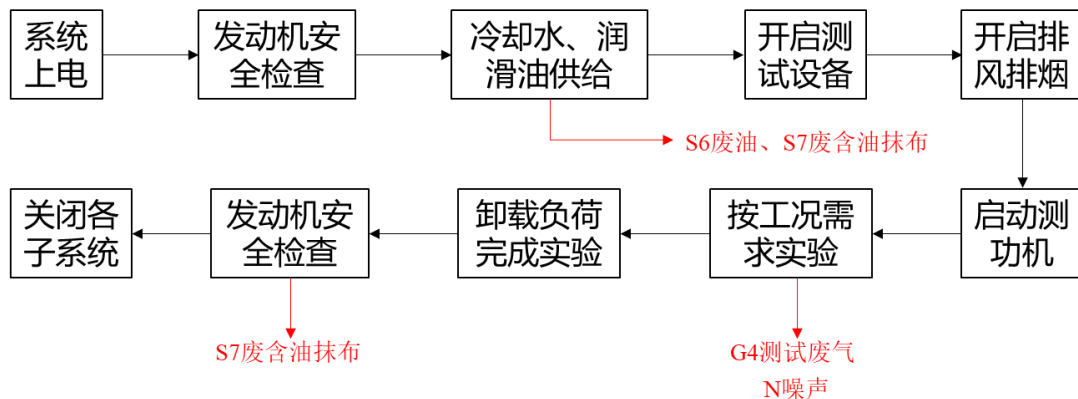 系统
上电
发动机安
全检查
冷却水、润
滑油供给
开启测
试设备
开启排
风排烟
S6废油、S7废含油抹布
关闭各
子系统
发动机安
全检查
卸载负荷
完成实验
按工况需
求实验
启动测
功机
S7废含油抹布
G4测试废气
N噪声